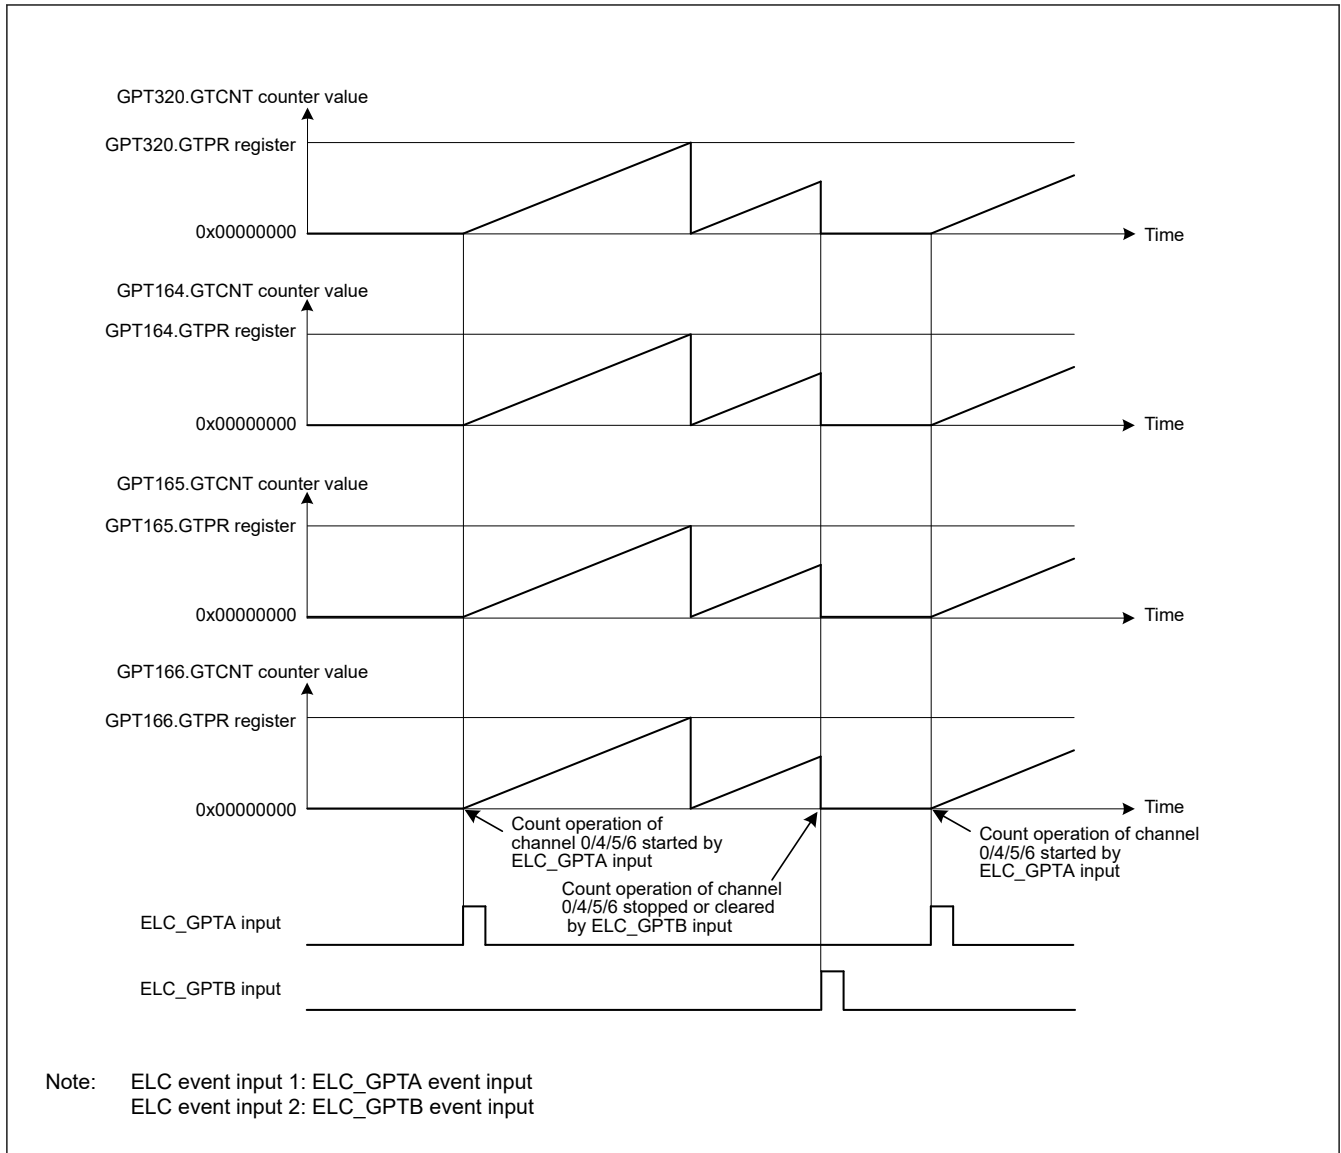 GPT320.GTCNT counter value
GPT320.GTPR register
0x00000000
Time
GPT164.GTCNT counter value
GPT164.GTPR register
0x00000000
Time
GPT165.GTCNT counter value
GPT165.GTPR register
0x00000000
Time
GPT166.GTCNT counter value
GPT166.GTPR register
0x00000000
Time
Count operation of
channel 0/4/5/6 started by
ELC_GPTA input
Count operation of channel
0/4/5/6 stopped or cleared
by ELC_GPTB input
Count operation of channel
0/4/5/6 started by
ELC_GPTA input
ELC_GPTA input
ELC_GPTB input
Note: ELC event input 1: ELC_GPTA event input
ELC event input 2: ELC_GPTB event input